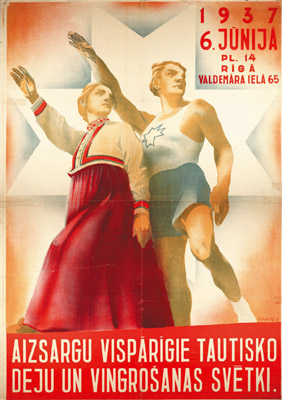 1937
6. JŪNIJĀ
PL. 14
RĪGĀ
VALDEMĀRA IELĀ 65
AIZSARGU VISPĀRĪGIE TAUTISKO
DEJU UN VINGROŠANAS SVĒTKI.